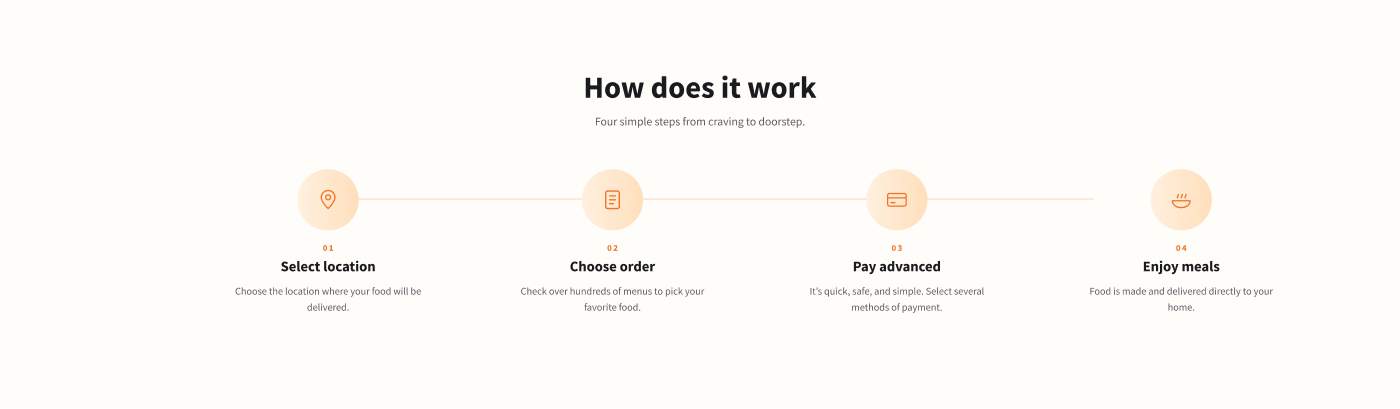 How does it work
Four simple steps from craving to doorstep.
01
Select location
Choose the location where your food will be
delivered.
02
Choose order
Check over hundreds of menus to pick your
favorite food.
03
Pay advanced
It's quick, safe, and simple. Select several
methods of payment.
04
Enjoy meals
Food is made and delivered directly to your
home.